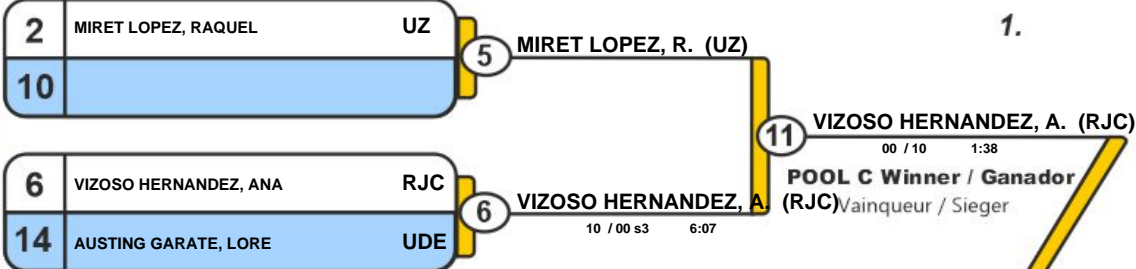 2 MIRET LOPEZ, RAQUEL UZ
10
5 MIRET LOPEZ, R. (UZ)
1.
11 VIZOSO HERNANDEZ, A. (RJC)
00 / 10 1:38
POOL C Winner / Ganador
Vainqueur / Sieger
6 VIZOSO HERNANDEZ, ANA RJC
14 AUSTING GARATE, LORE UDE
6 VIZOSO HERNANDEZ, A. (RJC)
10 / 00 s3 6:07